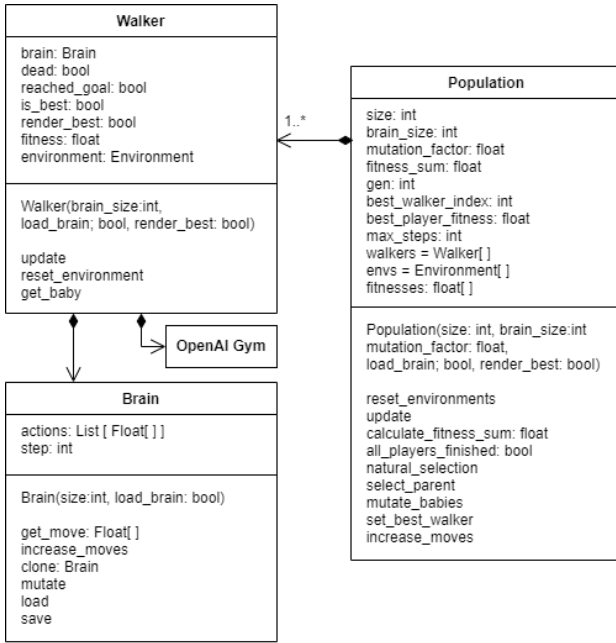 Walker
brain: Brain
dead: bool
reached_goal: bool
is_best: bool
render_best: bool
fitness: float
environment: Environment
Walker(brain_size:int,
load_brain; bool, render_best: bool)
update
reset_environment
get_baby
1..*
Population
size: int
brain_size: int
mutation_factor: float
fitness_sum: float
gen: int
best_walker_index: int
best_player_fitness: float
max_steps: int
walkers = Walker[ ]
envs = Environment[ ]
fitnesses: float[ ]
Population(size: int, brain_size:int
mutation_factor: float,
load_brain; bool, render_best: bool)
reset_environments
update
calculate_fitness_sum: float
all_players_finished: bool
natural_selection
select_parent
mutate_babies
set_best_walker
increase_moves
OpenAI Gym
Brain
actions: List [ Float[ ] ]
step: int
Brain(size:int, load_brain: bool)
get_move: Float[ ]
increase_moves
clone: Brain
mutate
load
save